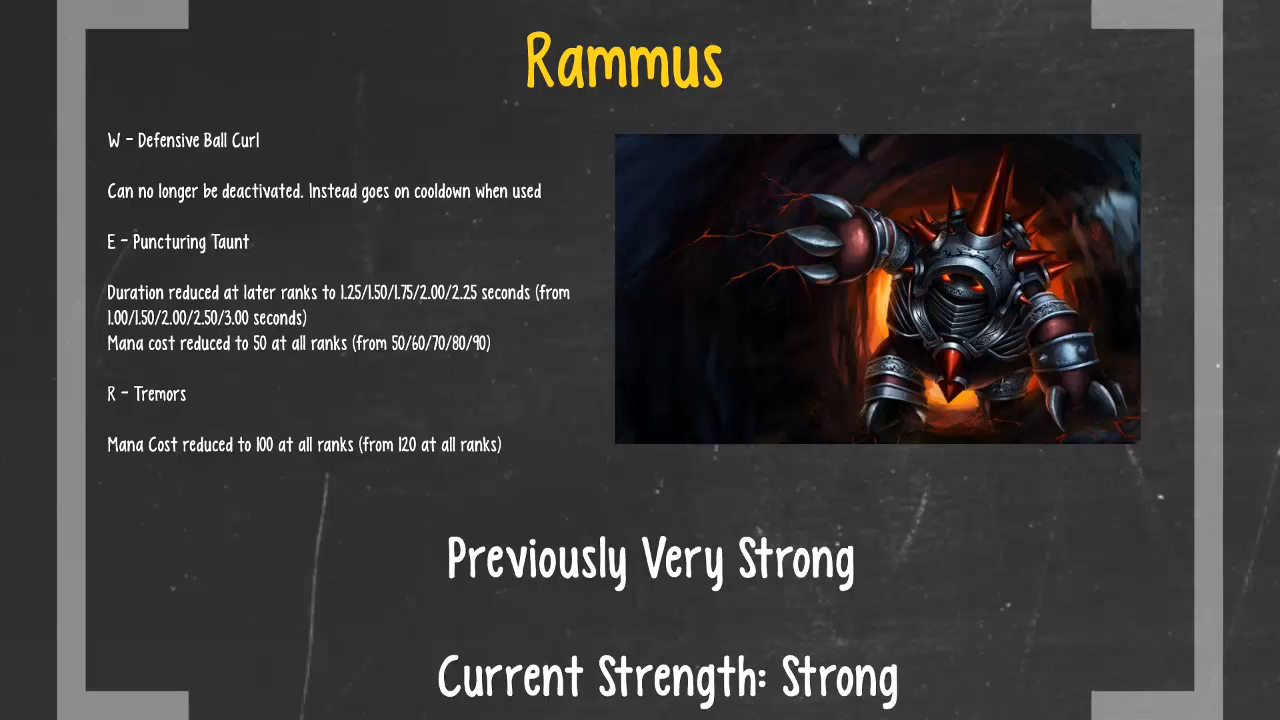 Rammus
W - Defensive Ball Curl
Can no longer be deactivated. Instead goes on cooldown when used
E - Puncturing Taunt
Duration reduced at later ranks to 1.25/1.50/1.75/2.00/2.25 seconds (from
1.00/1.50/2.00/2.50/3.00 seconds)
Mana cost reduced to 50 at all ranks (from 50/60/70/80/90)
R - Tremors
Mana Cost reduced to 100 at all ranks (from 120 at all ranks)
Previously Very Strong
Current Strength: Strong